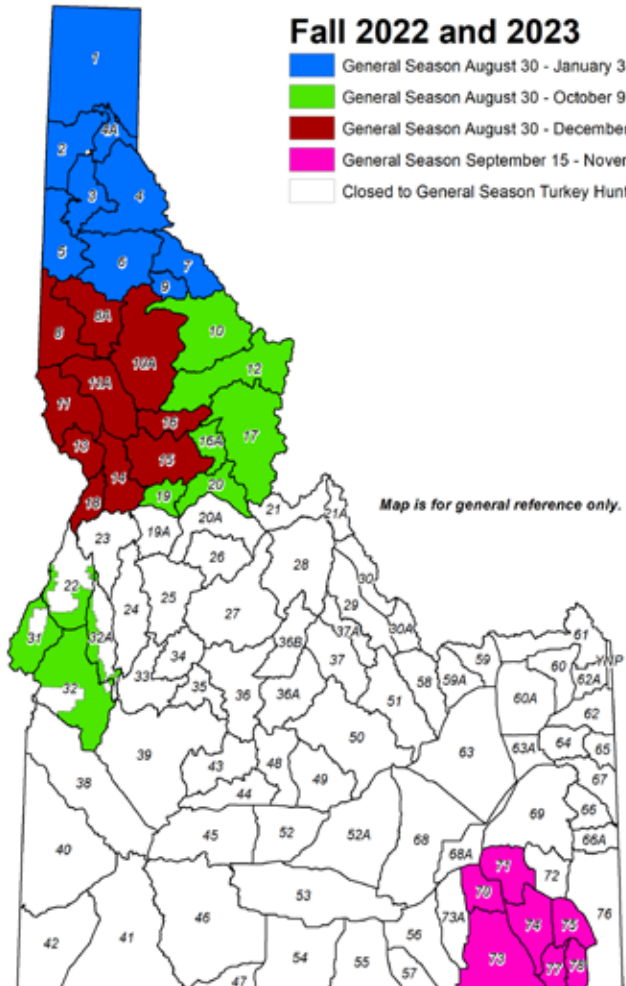 Fall 2022 and 2023
General Season August 30 - January 3
General Season August 30 - October 9
General Season August 30 - December
General Season September 15 - Nover
Closed to General Season Turkey Hunt
1
4A
2
3
4
5
6
7
9
8
8A
10A
10
12
11A
11
16
17
13
14
15
16A
18
19
20
Map is for general reference only.
21
21A
23
19A
20A
26
28
22
24
25
27
29
30
31
32A
33
34
36B
37A
30A
61
37
59
60
YNP
62A
32
35
36
36A
51
58
59A
60A
62
39
50
63
63A
64
65
38
43
48
49
67
44
69
66
40
45
52
52A
68
68A
66A
71
72
53
70
46
73A
74
75
76
42
41
54
55
56
73
77
78
47
57